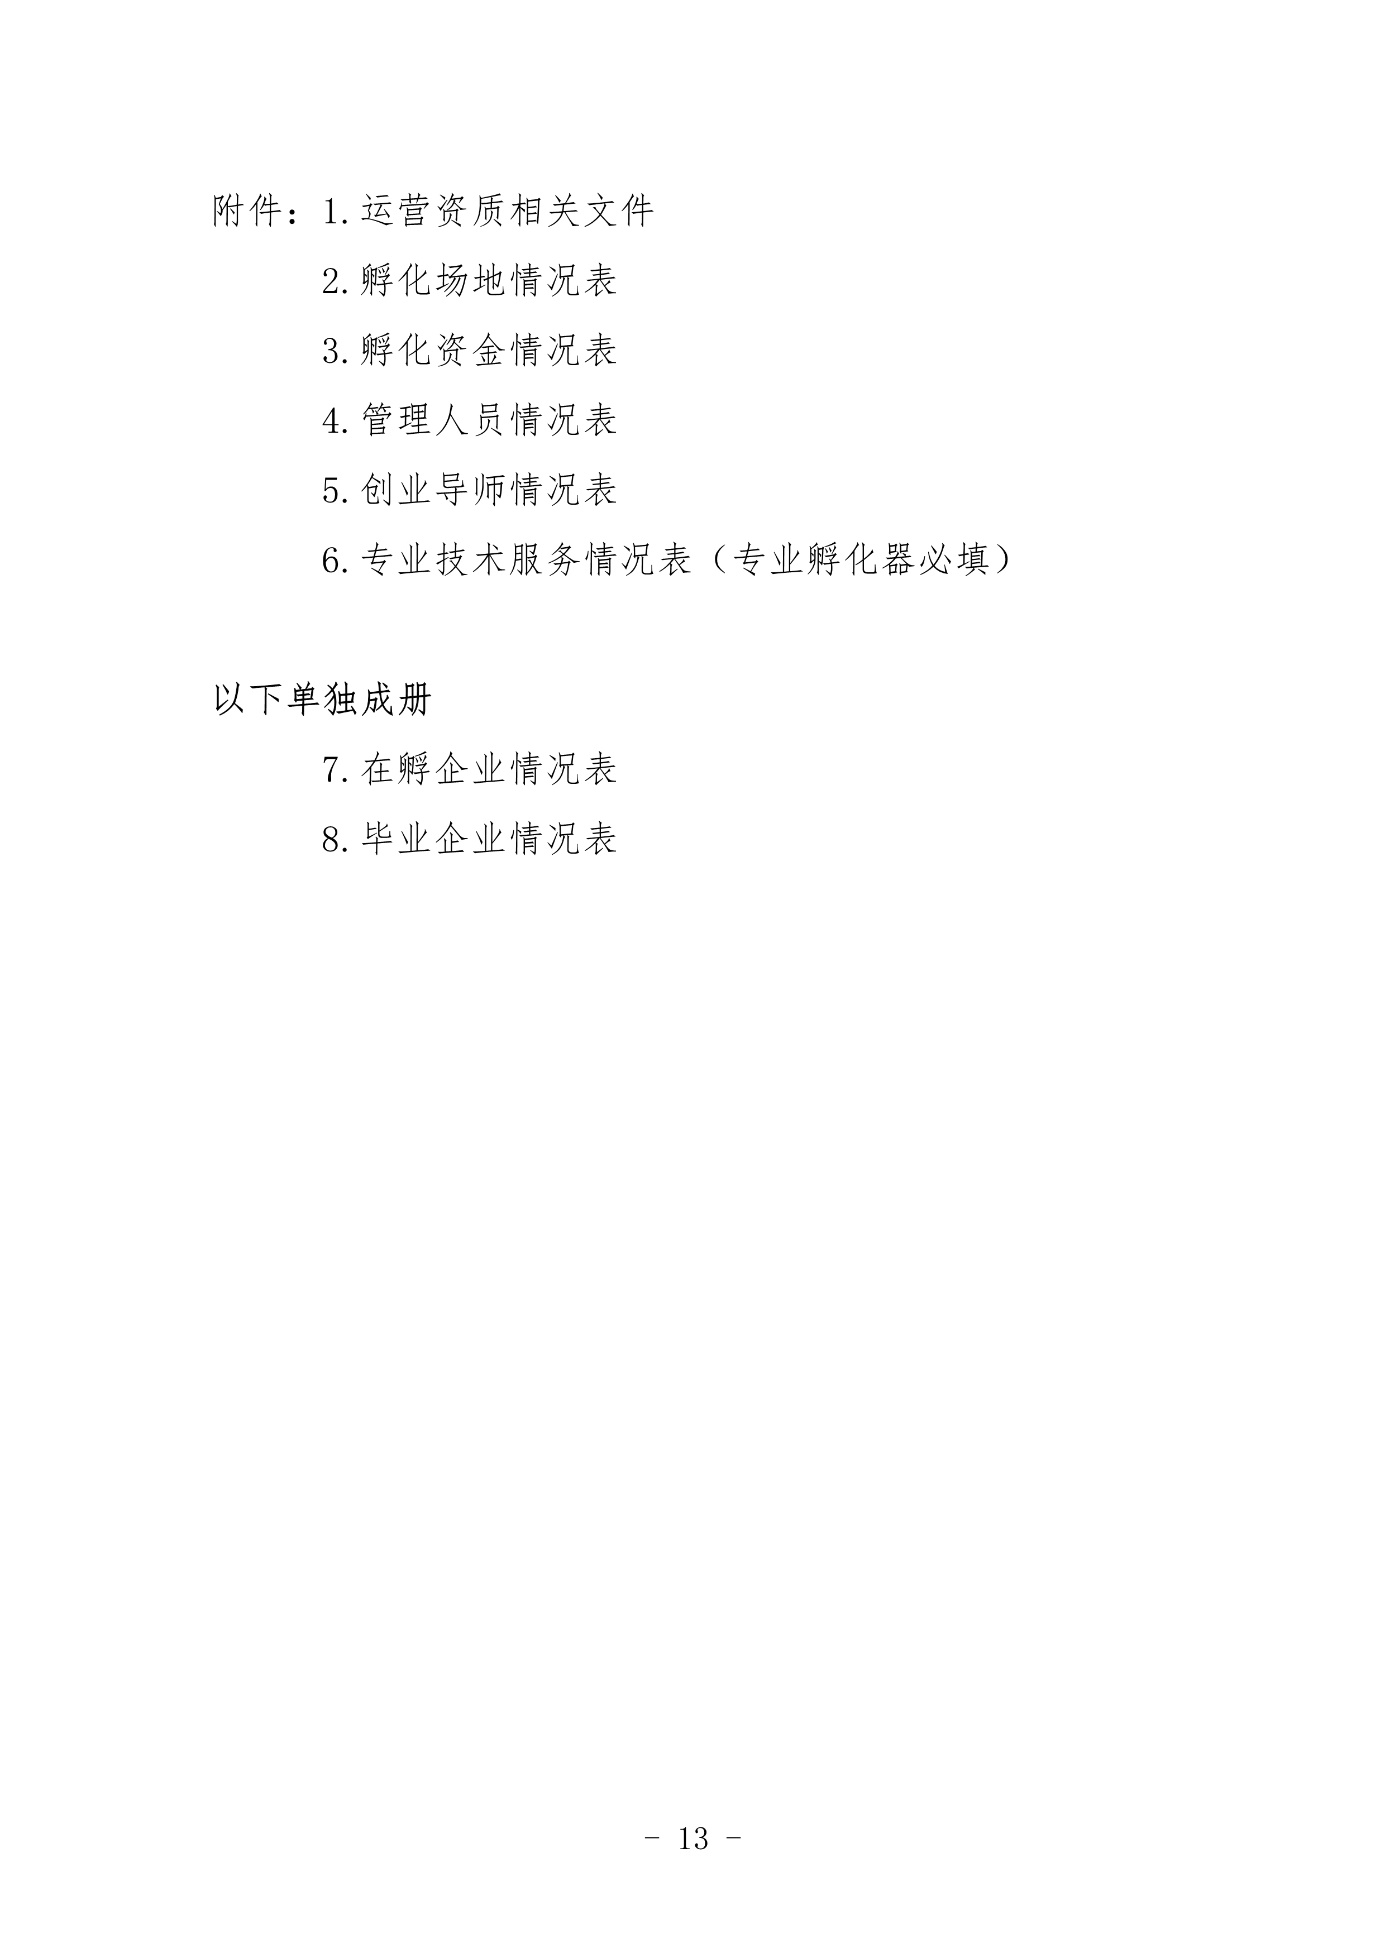 附件：1.运营资质相关文件
2.孵化场地情况表
3.孵化资金情况表
4.管理人员情况表
5.创业导师情况表
6.专业技术服务情况表（专业孵化器必填）
以下单独成册
7.在孵企业情况表
8.毕业企业情况表
- 13 -